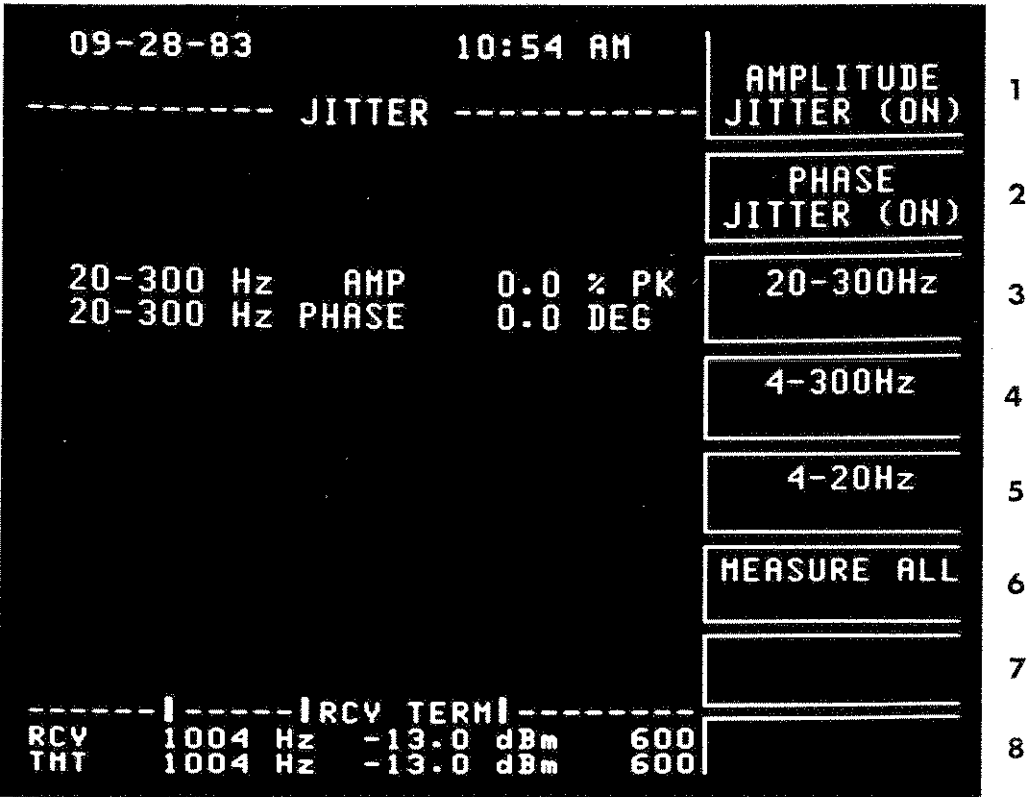 09-28-83 10:54 AM
----------- JITTER -----------
20-300 Hz AMP 0.0 % PK
20-300 Hz PHASE 0.0 DEG
------|-----|RCV TERM|--------
RCV 1004 Hz -13.0 dBm 600
TMT 1004 Hz -13.0 dBm 600
AMPLITUDE
JITTER (ON)
PHASE
JITTER (ON)
20-300Hz
4-300Hz
4-20Hz
MEASURE ALL
1
2
3
4
5
6
7
8